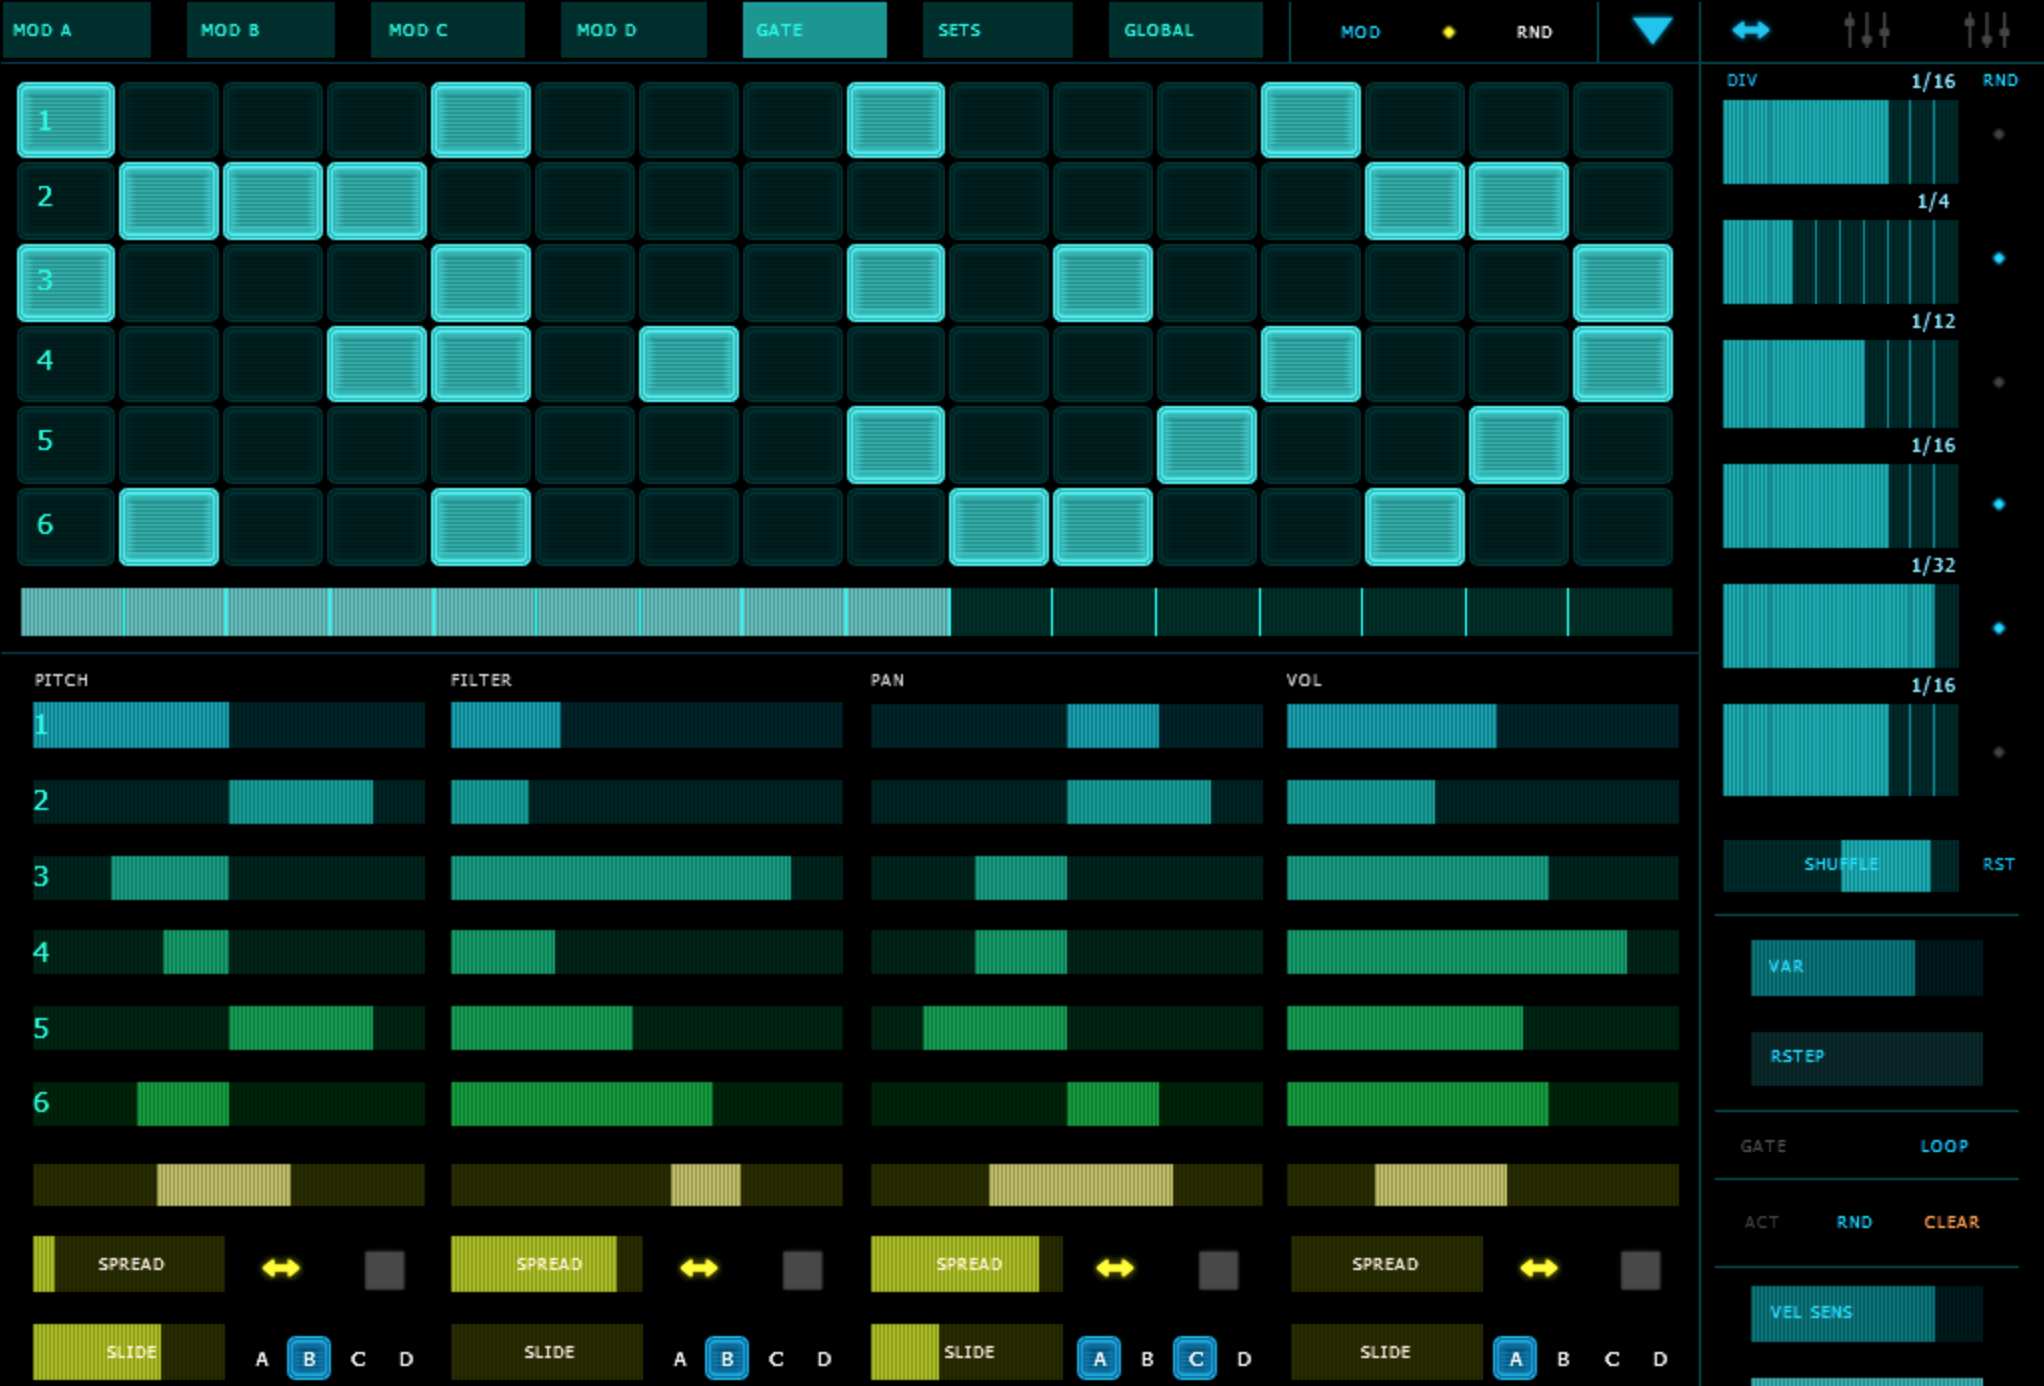 MOD A MOD B MOD C MOD D GATE SETS GLOBAL MOD RND
DIV 1/16 RND
1
2
3
4
5
6
1/4
1/12
1/16
1/32
1/16
SHUFFLE RST
VAR
RSTEP
GATE LOOP
ACT RND CLEAR
VEL SENS
PITCH FILTER PAN VOL
1
2
3
4
5
6
SPREAD SPREAD SPREAD SPREAD
SLIDE A B C D SLIDE A B C D SLIDE A B C D SLIDE A B C D